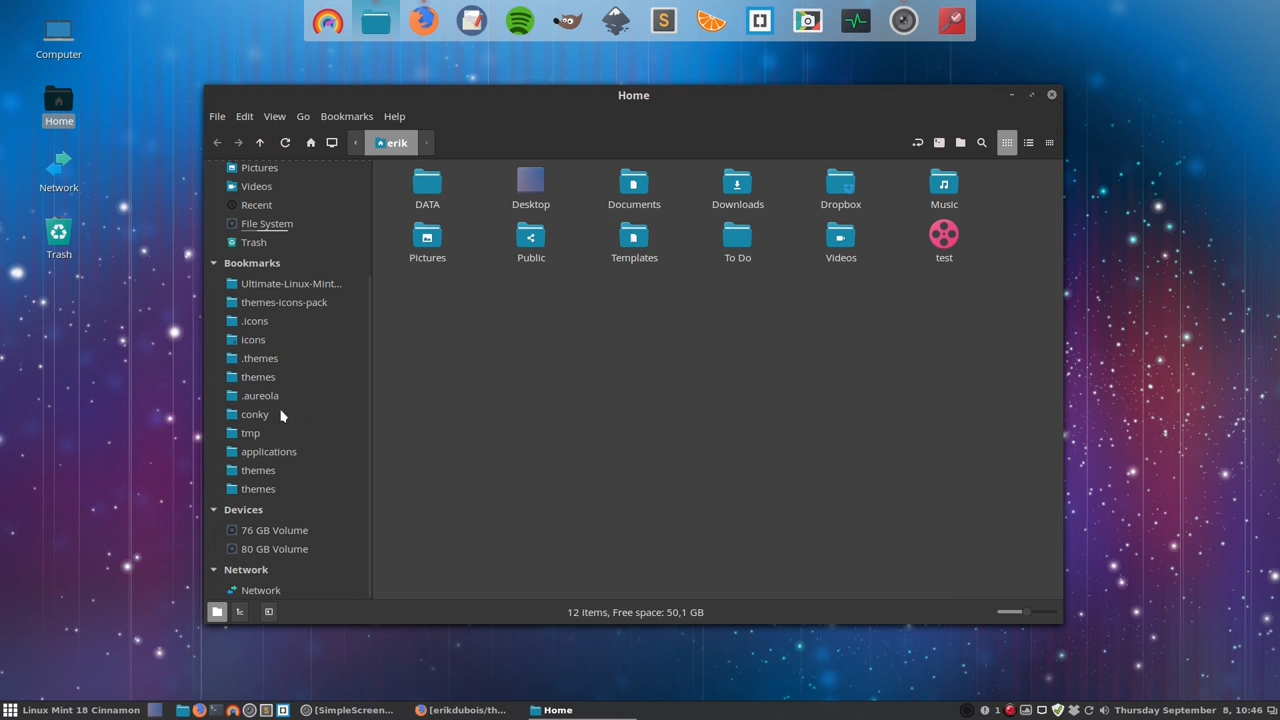 Computer
Home
Network
Trash
Home
File Edit View Go Bookmarks Help
erik
Pictures
Videos
Recent
File System
Trash
Bookmarks
Ultimate-Linux-Mint...
themes-icons-pack
.icons
icons
.themes
themes
.aureola
conky
tmp
applications
themes
themes
Devices
76 GB Volume
80 GB Volume
Network
Network
DATA Desktop Documents Downloads Dropbox Music
Pictures Public Templates To Do Videos test
12 items, Free space: 50,1 GB
Linux Mint 18 Cinnamon [SimpleScreen... [erikdubois/th... Home 1 Thursday September 8, 10:46